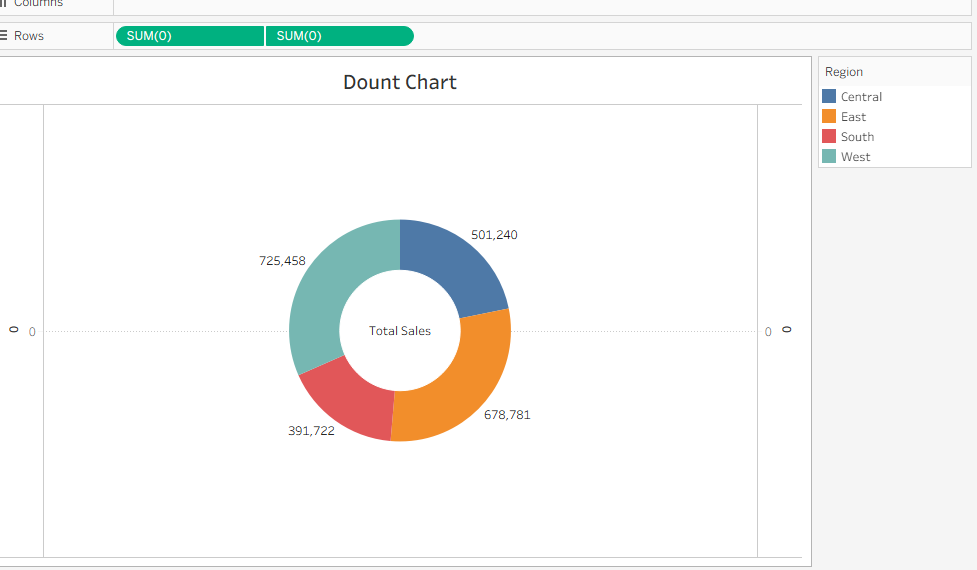 Columns
Rows
SUM(0) SUM(0)
Dount Chart
Region
Central
East
South
West
501,240
725,458
0 0
Total Sales
0 0
678,781
391,722